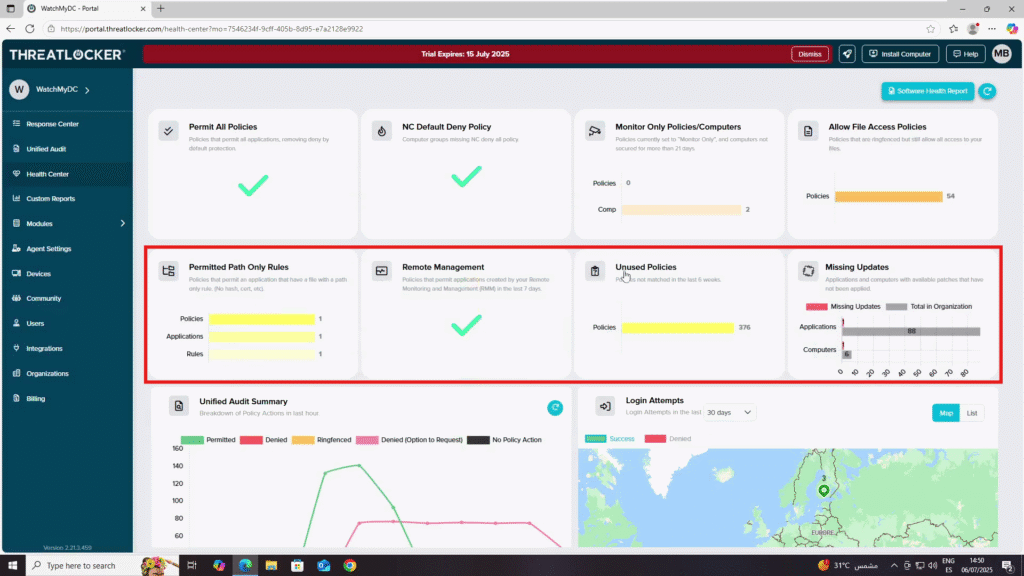 WatchMyDC - Portal
https://portal.threatlocker.com/health-center?mo=7546234f-9cff-405b-8d95-e7a2128e9922
THREATLOCKER
Trial Expires: 15 July 2025
Dismiss
Install Computer
Help
MB
W
WatchMyDC
Software Health Report
Response Center
Unified Audit
Health Center
Custom Reports
Modules
Agent Settings
Devices
Community
Users
Integrations
Organizations
Billing
Version 2.21.3.459
Permit All Policies
Policies that permit all applications, removing deny by
default protection.
NC Default Deny Policy
Computer groups missing NC deny all policy.
Monitor Only Policies/Computers
Policies currently set to "Monitor Only", and computers not
secured for more than 21 days.
Policies 0
Comp 2
Allow File Access Policies
Policies that are ringfenced but still allow all access to your
files.
Policies 54
Permitted Path Only Rules
Policies that permit an application that have a file with a path
only rule. (No hash, cert, etc).
Policies 1
Applications 1
Rules 1
Remote Management
Policies that permit applications created by your Remote
Monitoring and Management (RMM) in the last 7 days.
Unused Policies
not matched in the last 6 weeks.
Policies 376
Missing Updates
Applications and computers with available patches that have
not been applied.
Missing Updates Total in Organization
Applications 1 88
Computers 1 6
0 10 20 30 40 50 60 70 80
Unified Audit Summary
Breakdown of Policy Actions in last hour.
Permitted Denied Ringfenced Denied (Option to Request) No Policy Action
160
140
120
100
80
60
Login Attempts
Login Attempts in the last 30 days
Map List
Success Denied
3
EUROPE
Type here to search
31°C مشمس
ENG
ES
14:50
06/07/2025
2